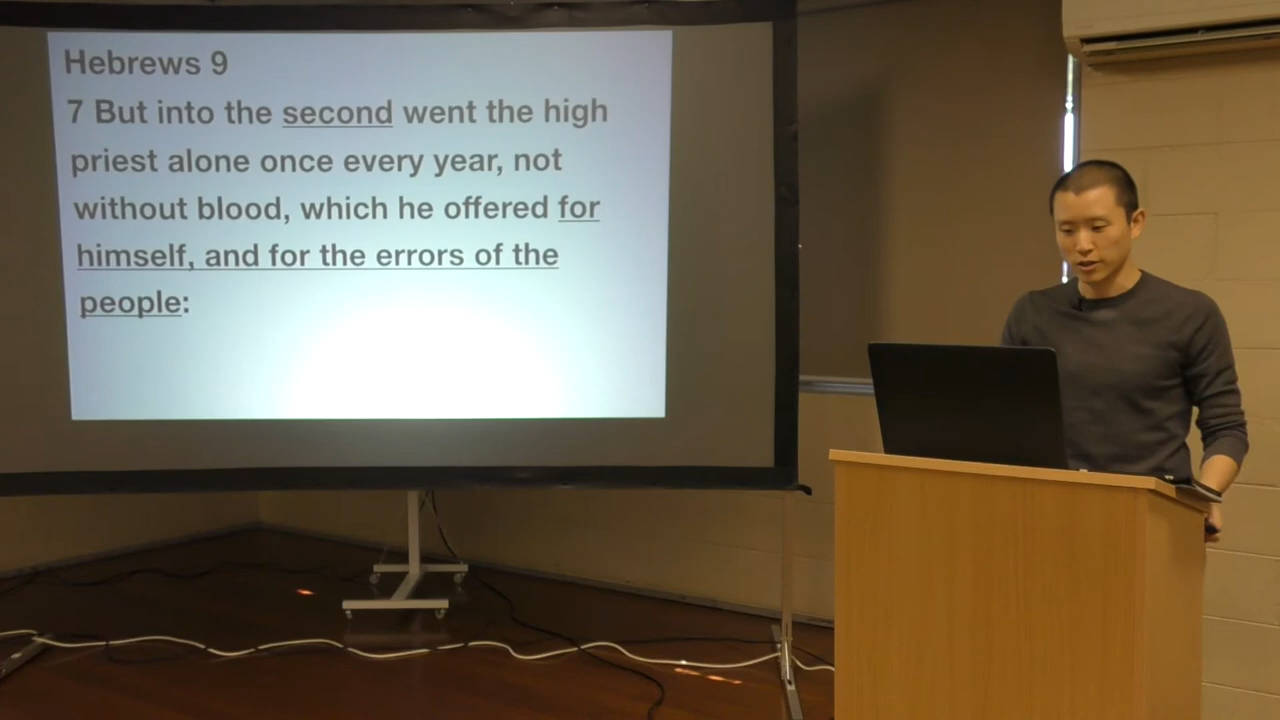 Hebrews 9
7 But into the second went the high
priest alone once every year, not
without blood, which he offered for
himself, and for the errors of the
people: